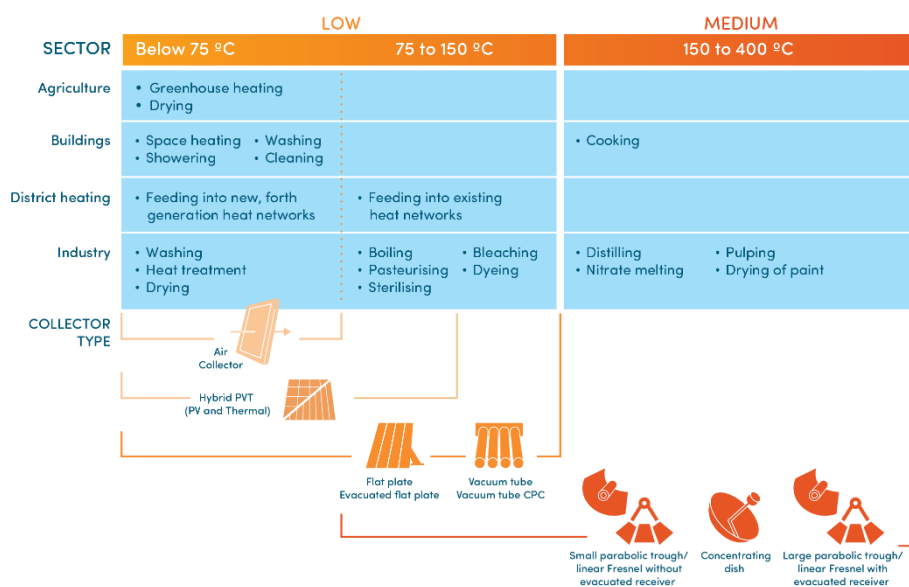 LOW
MEDIUM
SECTOR
Below 75 ºC
75 to 150 ºC
150 to 400 ºC
Agriculture
• Greenhouse heating
• Drying
Buildings
• Space heating
• Showering
• Washing
• Cleaning
• Cooking
District heating
• Feeding into new, forth
generation heat networks
• Feeding into existing
heat networks
Industry
• Washing
• Heat treatment
• Drying
• Boiling
• Pasteurising
• Sterilising
• Bleaching
• Dyeing
• Distilling
• Nitrate melting
• Pulping
• Drying of paint
COLLECTOR
TYPE
Air
Collector
Hybrid PVT
(PV and Thermal)
Flat plate
Evacuated flat plate
Vacuum tube
Vacuum tube CPC
Small parabolic trough/
linear Fresnel without
evacuated receiver
Concentrating
dish
Large parabolic trough/
linear Fresnel with
evacuated receiver